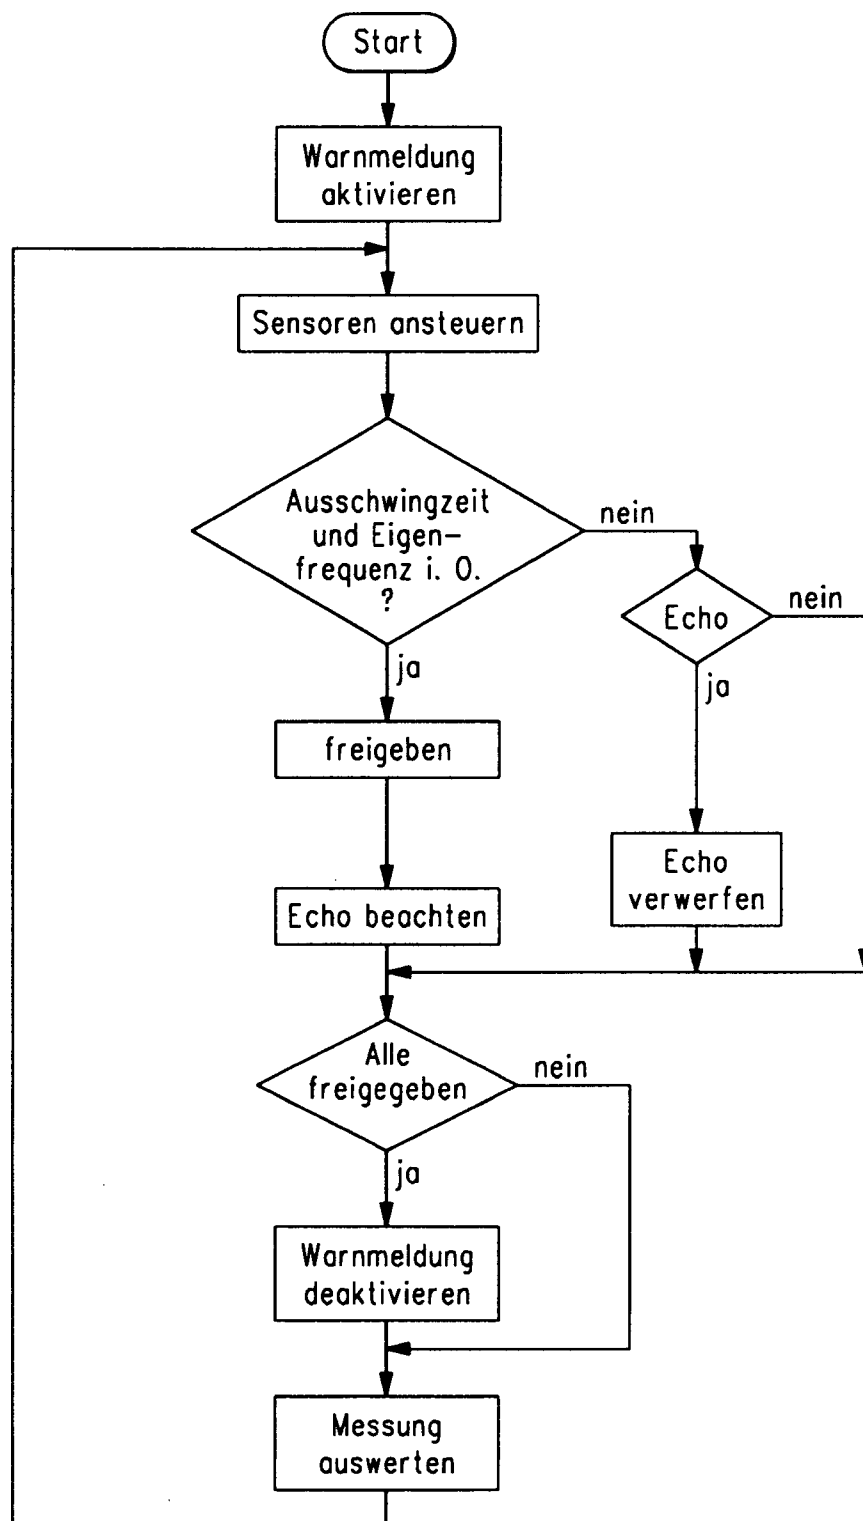 Start
Warnmeldung
aktivieren
Sensoren ansteuern
Ausschwingzeit
und Eigen-
frequenz i. O.
?
nein
Echo
nein
ja
ja
freigeben
Echo
verwerfen
Echo beachten
Alle
freigegeben
nein
ja
Warnmeldung
deaktivieren
Messung
auswerten